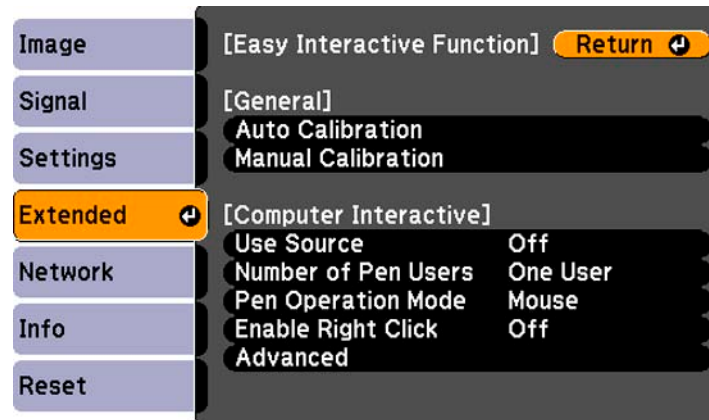 Image
Signal
Settings
Extended
Network
Info
Reset
[Easy Interactive Function] Return
[General]
Auto Calibration
Manual Calibration
[Computer Interactive]
Use Source Off
Number of Pen Users One User
Pen Operation Mode Mouse
Enable Right Click Off
Advanced